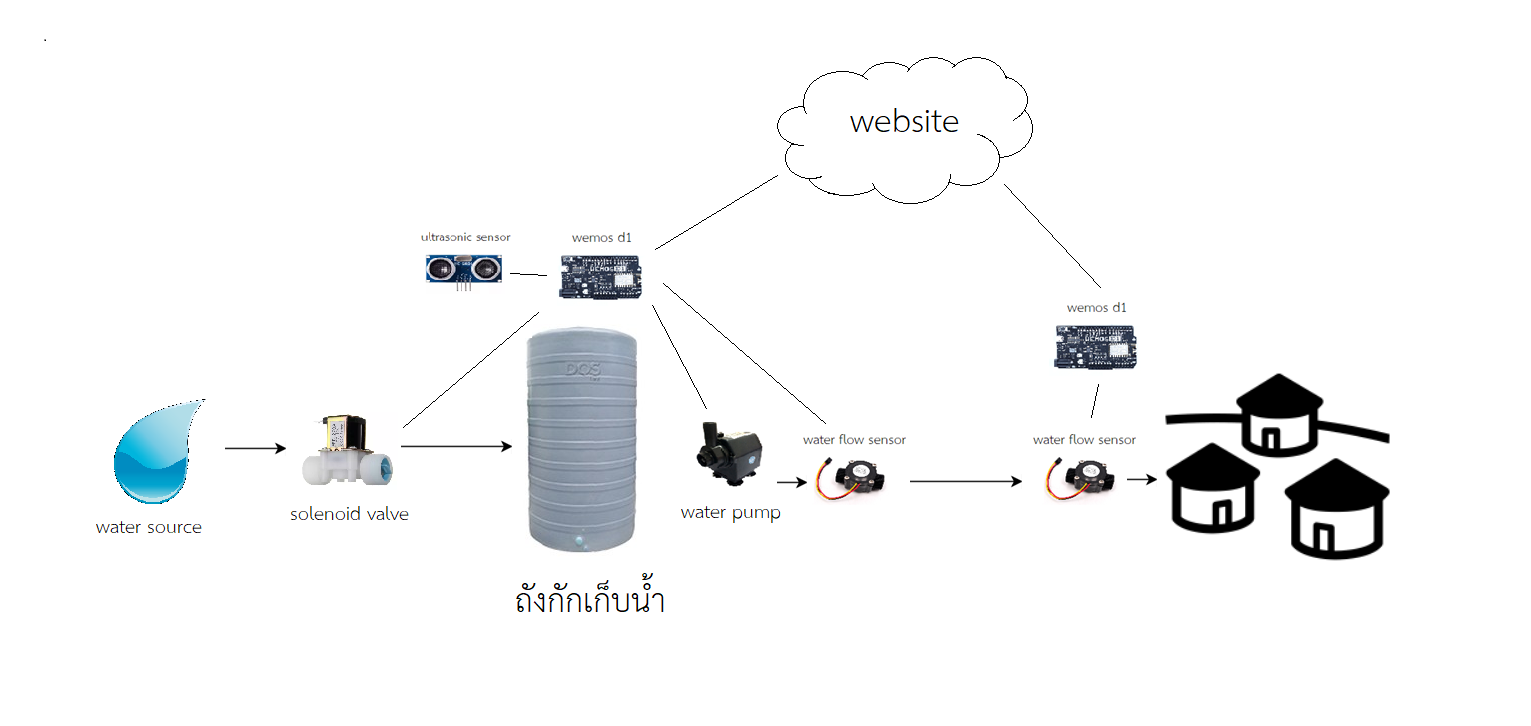 website
ultrasonic sensor
wemos d1
wemos d1
DOS
water flow sensor
water flow sensor
water source
solenoid valve
water pump
ถังกักเก็บน้ำ